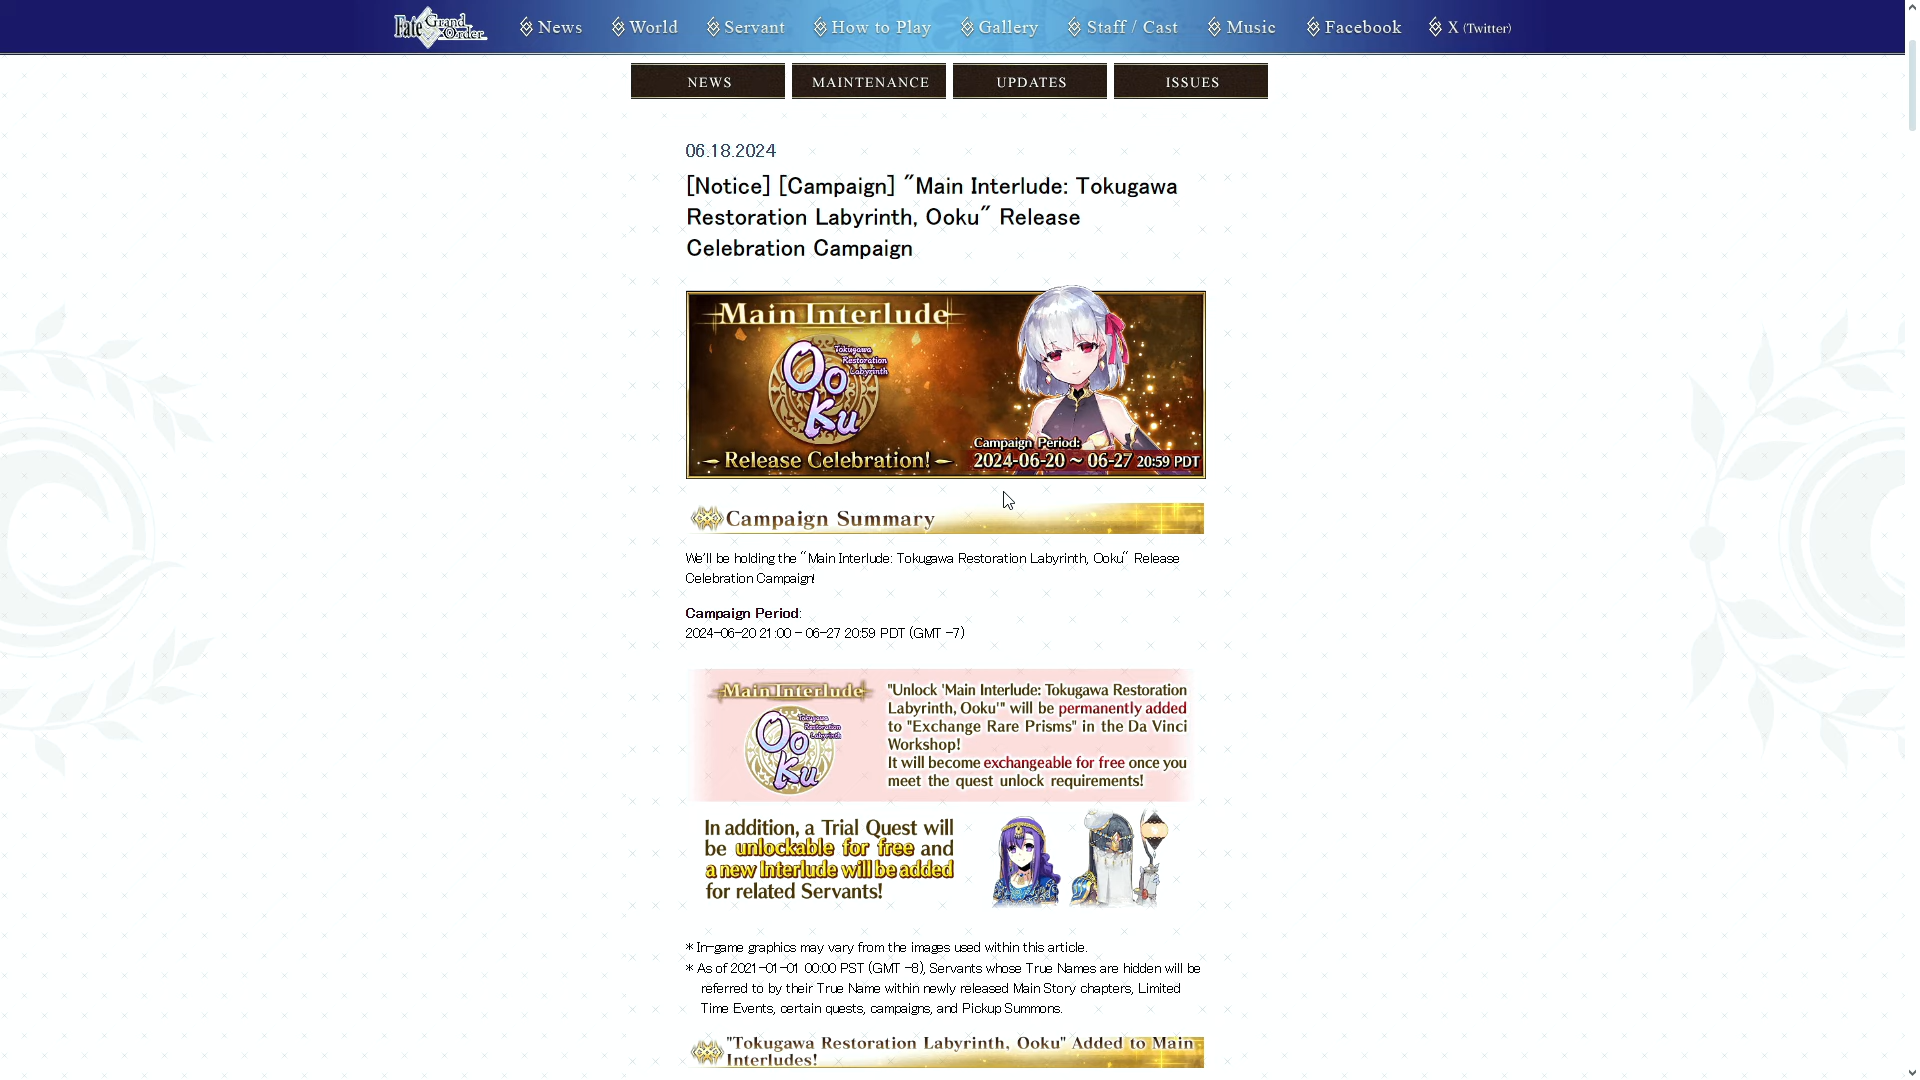 Fate Grand Order
News
World
Servant
How to Play
Gallery
Staff / Cast
Music
Facebook
X (Twitter)
NEWS
MAINTENANCE
UPDATES
ISSUES
06.18.2024
[Notice] [Campaign] "Main Interlude: Tokugawa
Restoration Labyrinth, Ooku" Release
Celebration Campaign
Main Interlude
Tokugawa
Restoration
Labyrinth
Ooku
Release Celebration!
Campaign Period:
2024-06-20 ~ 06-27 20:59 PDT
Campaign Summary
We'll be holding the "Main Interlude: Tokugawa Restoration Labyrinth, Ooku" Release
Celebration Campaign!
Campaign Period:
2024-06-20 21:00 - 06-27 20:59 PDT (GMT -7)
Main Interlude
Tokugawa
Restoration
Labyrinth
Ooku
"Unlock 'Main Interlude: Tokugawa Restoration
Labyrinth, Ooku'" will be permanently added
to "Exchange Rare Prisms" in the Da Vinci
Workshop!
It will become exchangeable for free once you
meet the quest unlock requirements!
In addition, a Trial Quest will
be unlockable for free and
a new Interlude will be added
for related Servants!
* In-game graphics may vary from the images used within this article.
* As of 2021-01-01 00:00 PST (GMT -8), Servants whose True Names are hidden will be
referred to by their True Name within newly released Main Story chapters, Limited
Time Events, certain quests, campaigns, and Pickup Summons.
"Tokugawa Restoration Labyrinth, Ooku" Added to Main
Interludes!